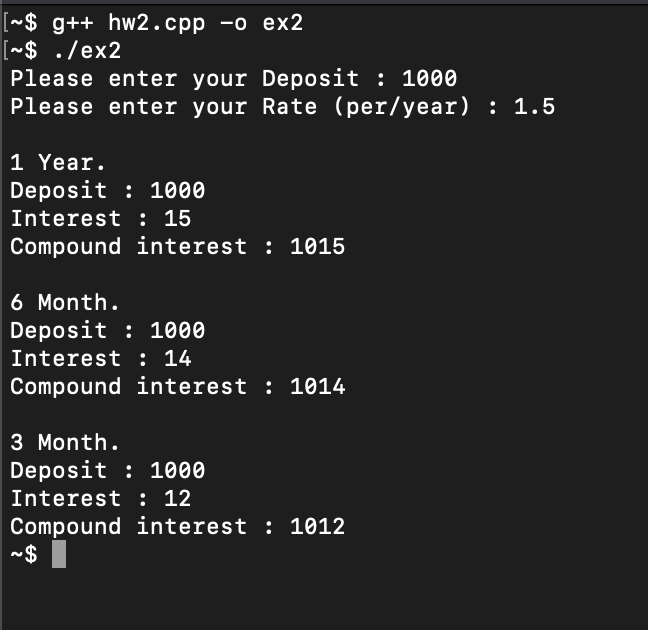 [~$ g++ hw2.cpp -o ex2
[~$ ./ex2
Please enter your Deposit : 1000
Please enter your Rate (per/year) : 1.5
1 Year.
Deposit : 1000
Interest : 15
Compound interest : 1015
6 Month.
Deposit : 1000
Interest : 14
Compound interest : 1014
3 Month.
Deposit : 1000
Interest : 12
Compound interest : 1012
~$